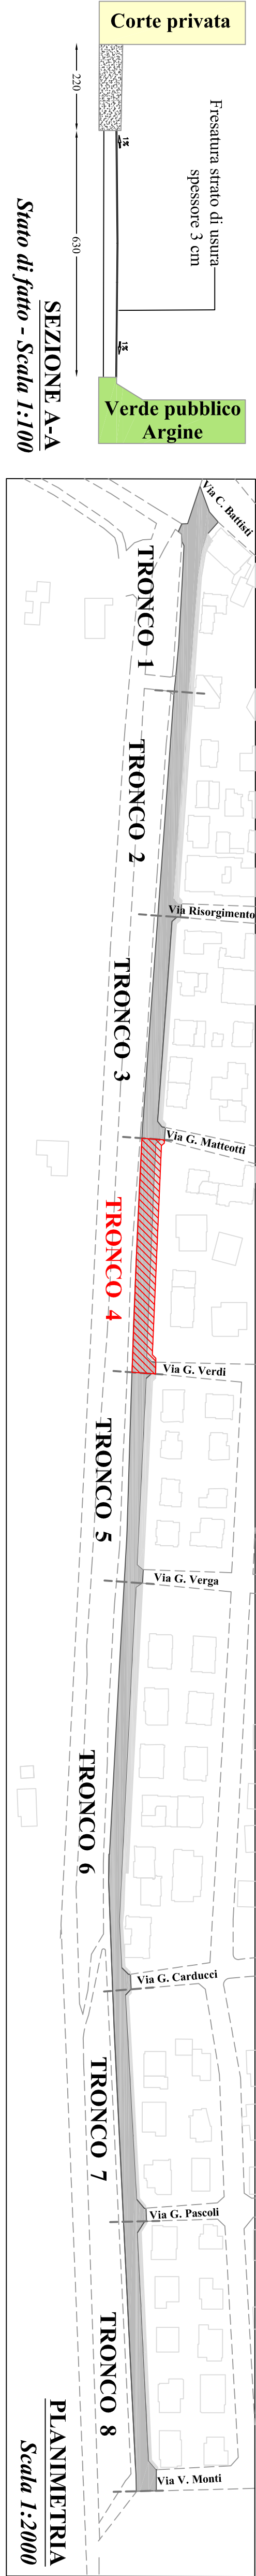 Corte privata
Fresatura strato di usura
spessore 3 cm
1%
1%
220
630
Verde pubblico
Argine
SEZIONE A-A
Stato di fatto - Scala 1:100
Via C. Battisti
TRONCO 1
TRONCO 2
Via Risorgimento
TRONCO 3
Via G. Matteotti
TRONCO 4
Via G. Verdi
TRONCO 5
Via G. Verga
TRONCO 6
Via G. Carducci
TRONCO 7
Via G. Pascoli
TRONCO 8
Via V. Monti
PLANIMETRIA
Scala 1:2000